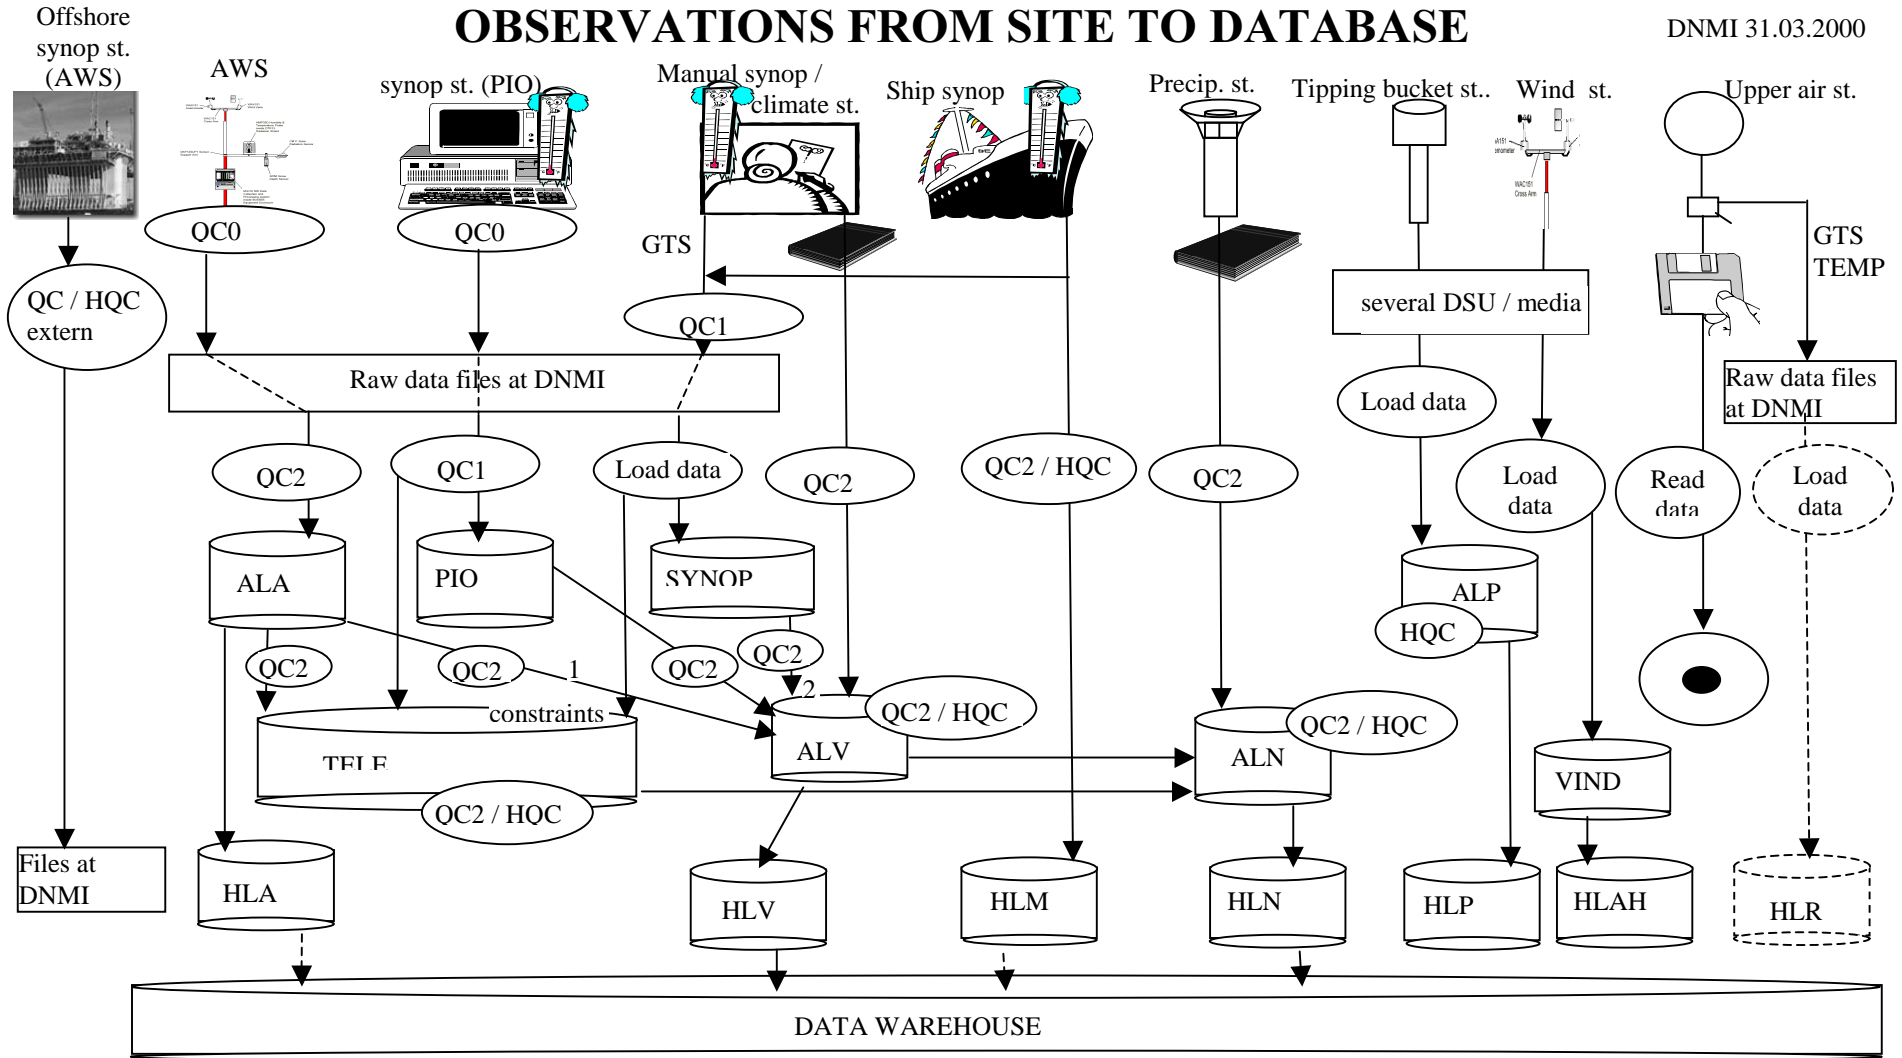 OBSERVATIONS FROM SITE TO DATABASE
DNMI 31.03.2000
Offshore
synop st.
(AWS)
AWS
synop st. (PIO)
Manual synop /
climate st.
Ship synop
Precip. st.
Tipping bucket st..
Wind st.
Upper air st.
WAC151
Cross Arm
QC0
QC0
GTS
GTS
TEMP
QC / HQC
extern
QC1
several DSU / media
Raw data files at DNMI
Raw data files
at DNMI
Load data
QC2
QC1
Load data
QC2
QC2 / HQC
QC2
Load
data
Read
data
Load
data
ALA
PIO
SYNOP
ALP
HQC
QC2
QC2
1
QC2
QC2
2
constraints
QC2 / HQC
QC2 / HQC
TELE
ALV
ALN
VIND
QC2 / HQC
Files at
DNMI
HLA
HLV
HLM
HLN
HLP
HLAH
HLR
DATA WAREHOUSE